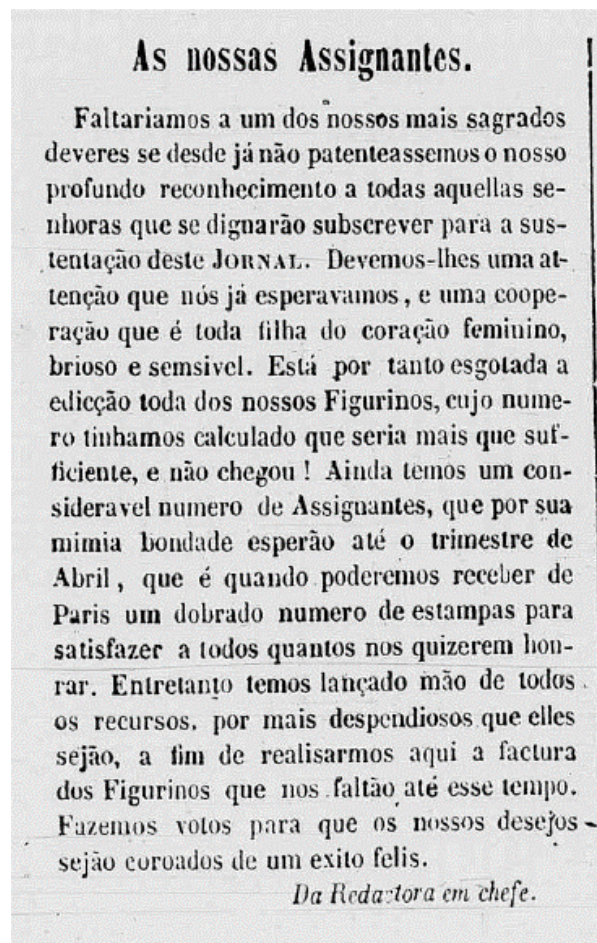 As nossas Assignantes.
Faltariamos a um dos nossos mais sagrados
deveres se desde já não patenteassemos o nosso
profundo reconhecimento a todas aquellas se-
nhoras que se dignarão subscrever para a sus-
tentação deste JORNAL. Devemos-lhes uma at-
tenção que nós já esperavamos, e uma coope-
ração que é toda filha do coração feminino,
brioso e semsivel. Está por tanto esgotada a
edicção toda dos nossos Figurinos, cujo nume-
ro tinhamos calculado que seria mais que suf-
ficiente, e não chegou! Ainda temos um con-
sideravel numero de Assignantes, que por sua
mimia bondade esperão até o trimestre de
Abril, que é quando poderemos receber de
Paris um dobrado numero de estampas para
satisfazer a todos quantos nos quizerem hon-
rar. Entretanto temos lançado mão de todos
os recursos, por mais despendiosos que elles
sejão, a fim de realisarmos aqui a factura
dos Figurinos que nos faltão até esse tempo.
Fazemos votos para que os nossos desejos
sejão coroados de um exito felis.
Da Redactora em chefe.